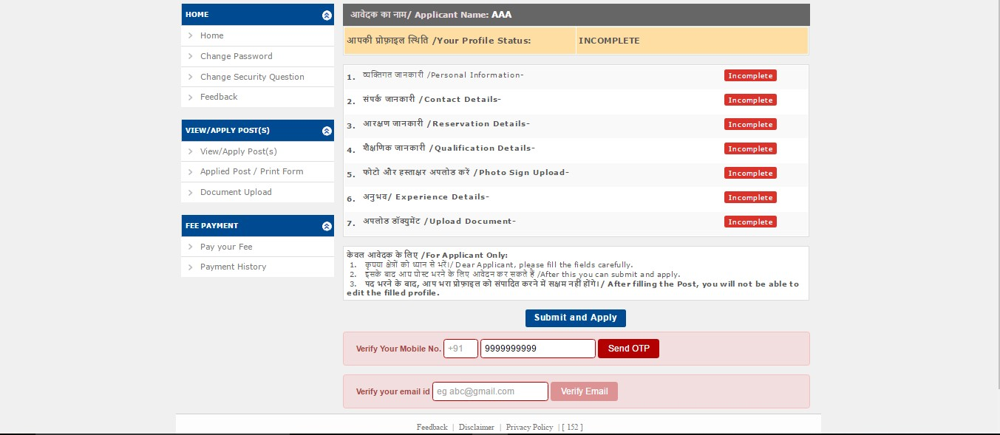 HOME
Home
Change Password
Change Security Question
Feedback
VIEW/APPLY POST(S)
View/Apply Post(s)
Applied Post / Print Form
Document Upload
FEE PAYMENT
Pay your Fee
Payment History
आवेदक का नाम/ Applicant Name: AAA
आपकी प्रोफ़ाइल स्थिति /Your Profile Status: INCOMPLETE
1. व्यक्तिगत जानकारी /Personal Information- Incomplete
2. संपर्क जानकारी /Contact Details- Incomplete
3. आरक्षण जानकारी /Reservation Details- Incomplete
4. शैक्षणिक जानकारी /Qualification Details- Incomplete
5. फोटो और हस्ताक्षर अपलोड करें /Photo Sign Upload- Incomplete
6. अनुभव/ Experience Details- Incomplete
7. अपलोड डॉक्युमेंट /Upload Document- Incomplete
केवल आवेदक के लिए /For Applicant Only:
1. कृपया क्षेत्रों को ध्यान से भरें।/ Dear Applicant, please fill the fields carefully.
2. इसके बाद आप पोस्ट भरने के लिए आवेदन कर सकते हैं /After this you can submit and apply.
3. पद भरने के बाद, आप भरा प्रोफ़ाइल को संपादित करने में सक्षम नहीं होंगे।/ After filling the Post, you will not be able to
edit the filled profile.
Submit and Apply
Verify Your Mobile No. +91 9999999999 Send OTP
Verify your email id eg abc@gmail.com Verify Email
Feedback | Disclaimer | Privacy Policy | [ 152 ]